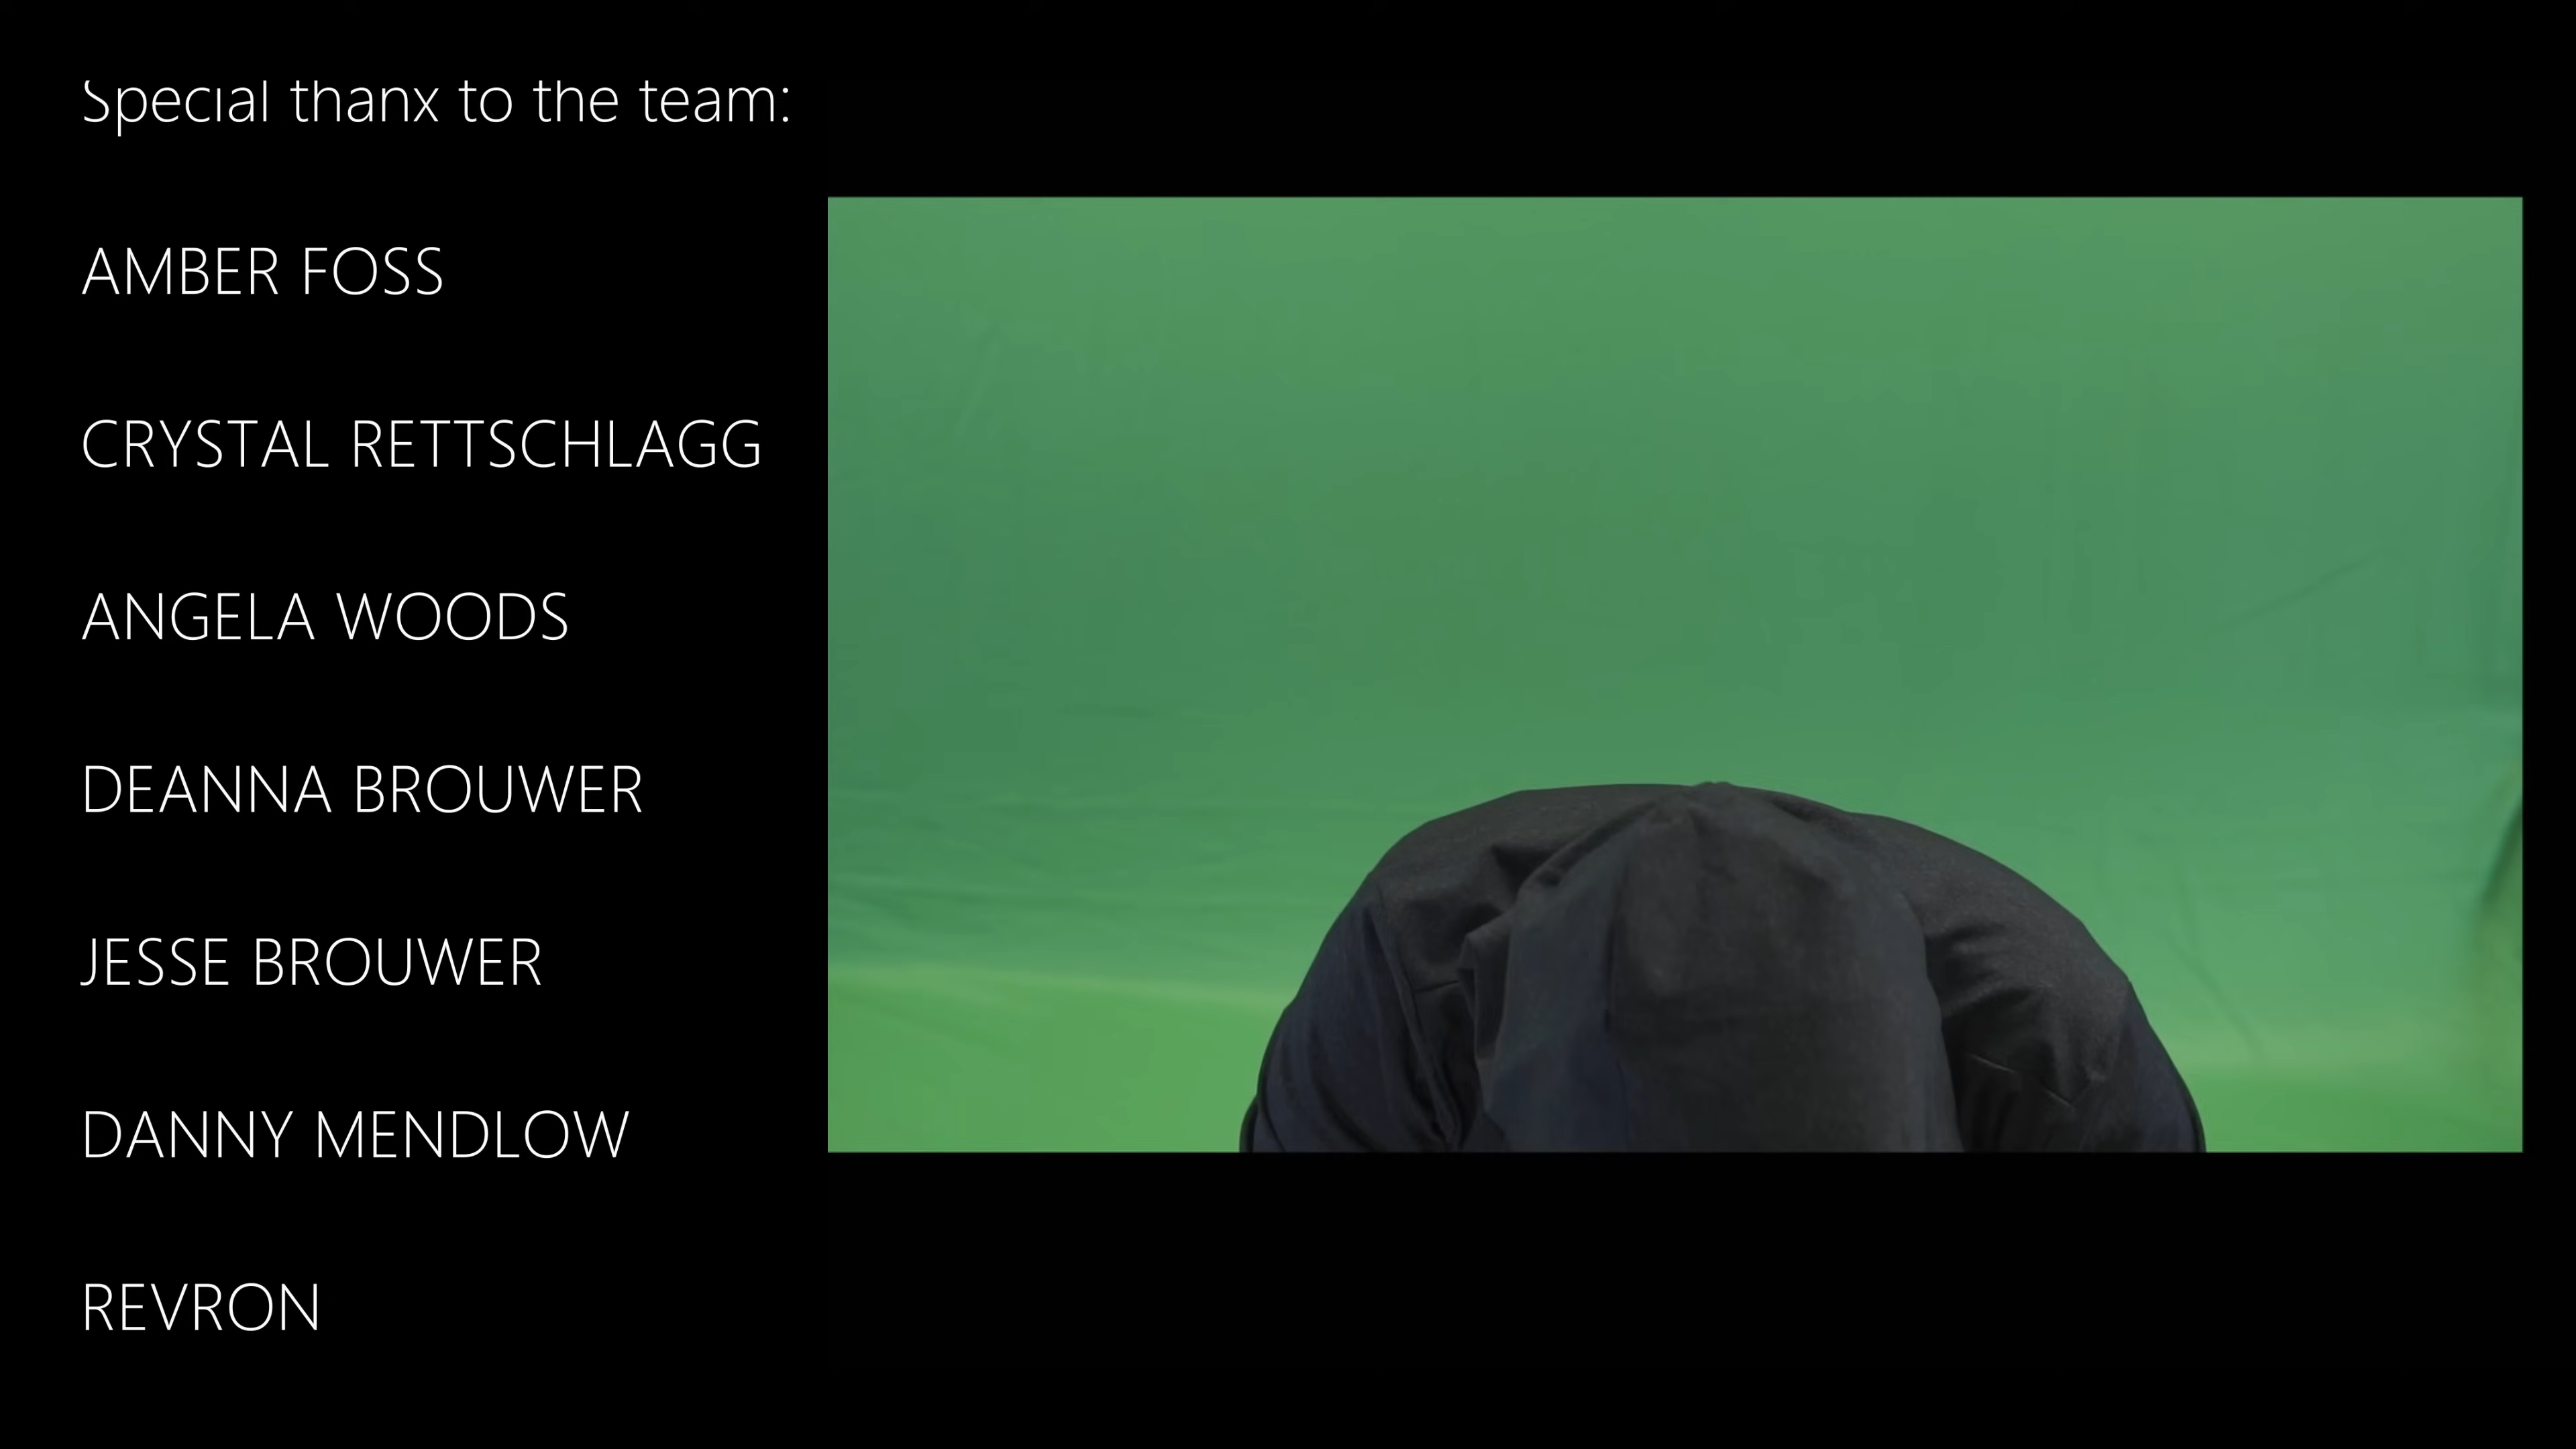 Special thanx to the team:
AMBER FOSS
CRYSTAL RETTSCHLAGG
ANGELA WOODS
DEANNA BROUWER
JESSE BROUWER
DANNY MENDLOW
REVRON